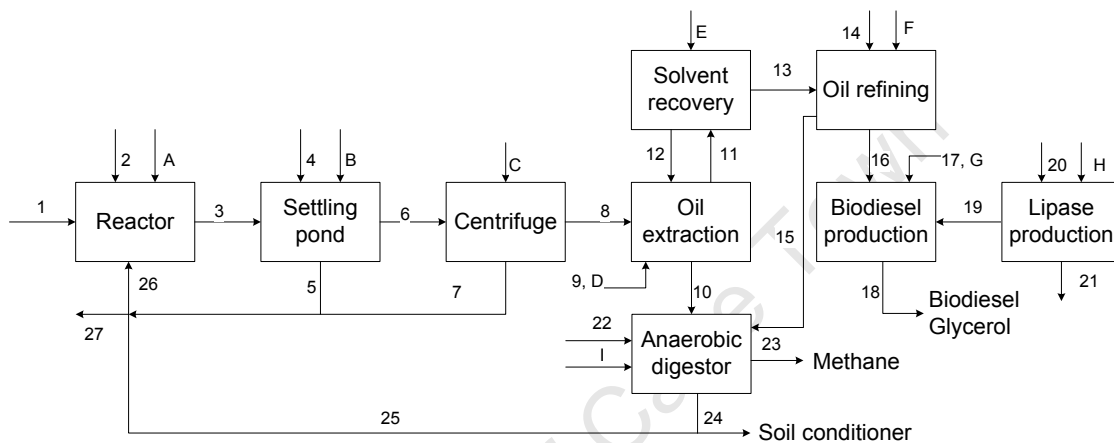 E
14
F
Solvent
recovery
13
Oil refining
2
A
4
B
C
12
11
16
17, G
20
H
1
Reactor
3
Settling
pond
6
Centrifuge
8
Oil
extraction
15
Biodiesel
production
19
Lipase
production
26
5
7
9, D
10
18
21
27
22
I
Anaerobic
digestor
23
Biodiesel
Glycerol
Methane
25
24
Soil conditioner
Cape Town